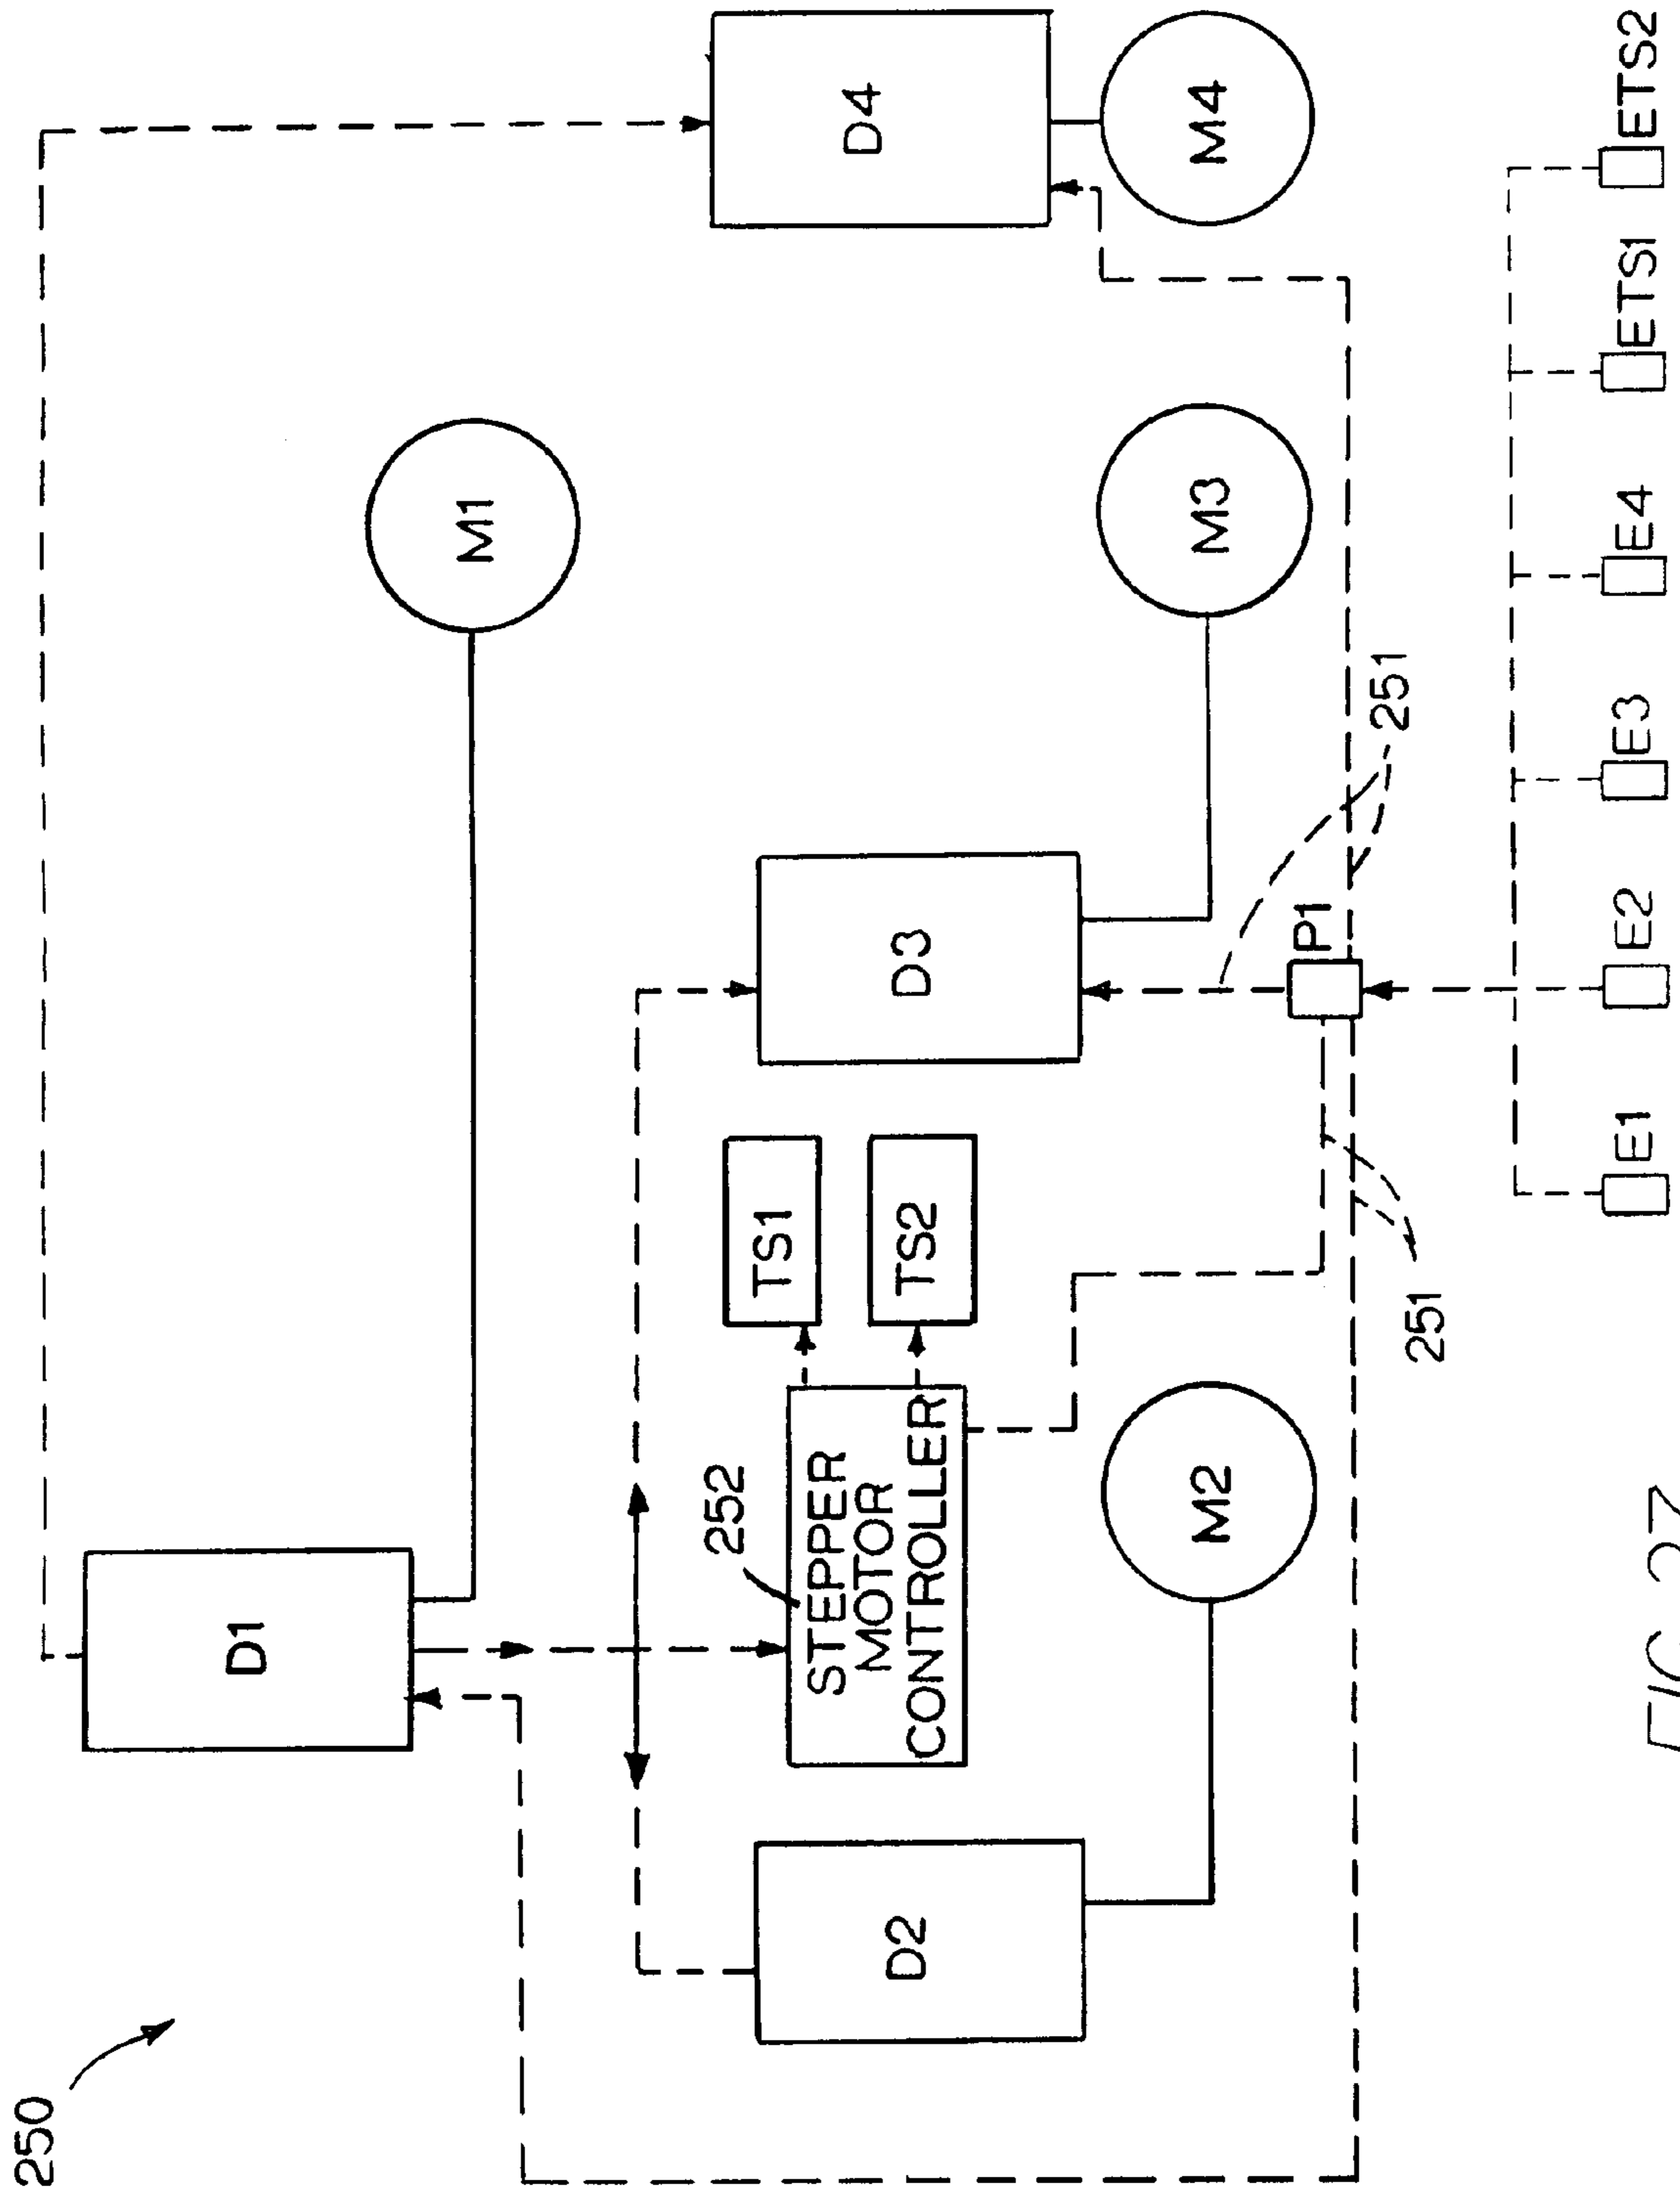 250
D1
M1
D4
M4
252
STEPPER
MOTOR
CONTROLLER
TS1
TS2
D2
M2
D3
M3
P1
251
251
E1
E2
E3
E4
ETS1
ETS2